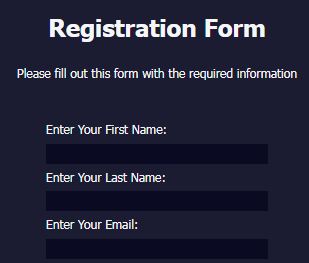 Registration Form
Please fill out this form with the required information
Enter Your First Name:
Enter Your Last Name:
Enter Your Email: